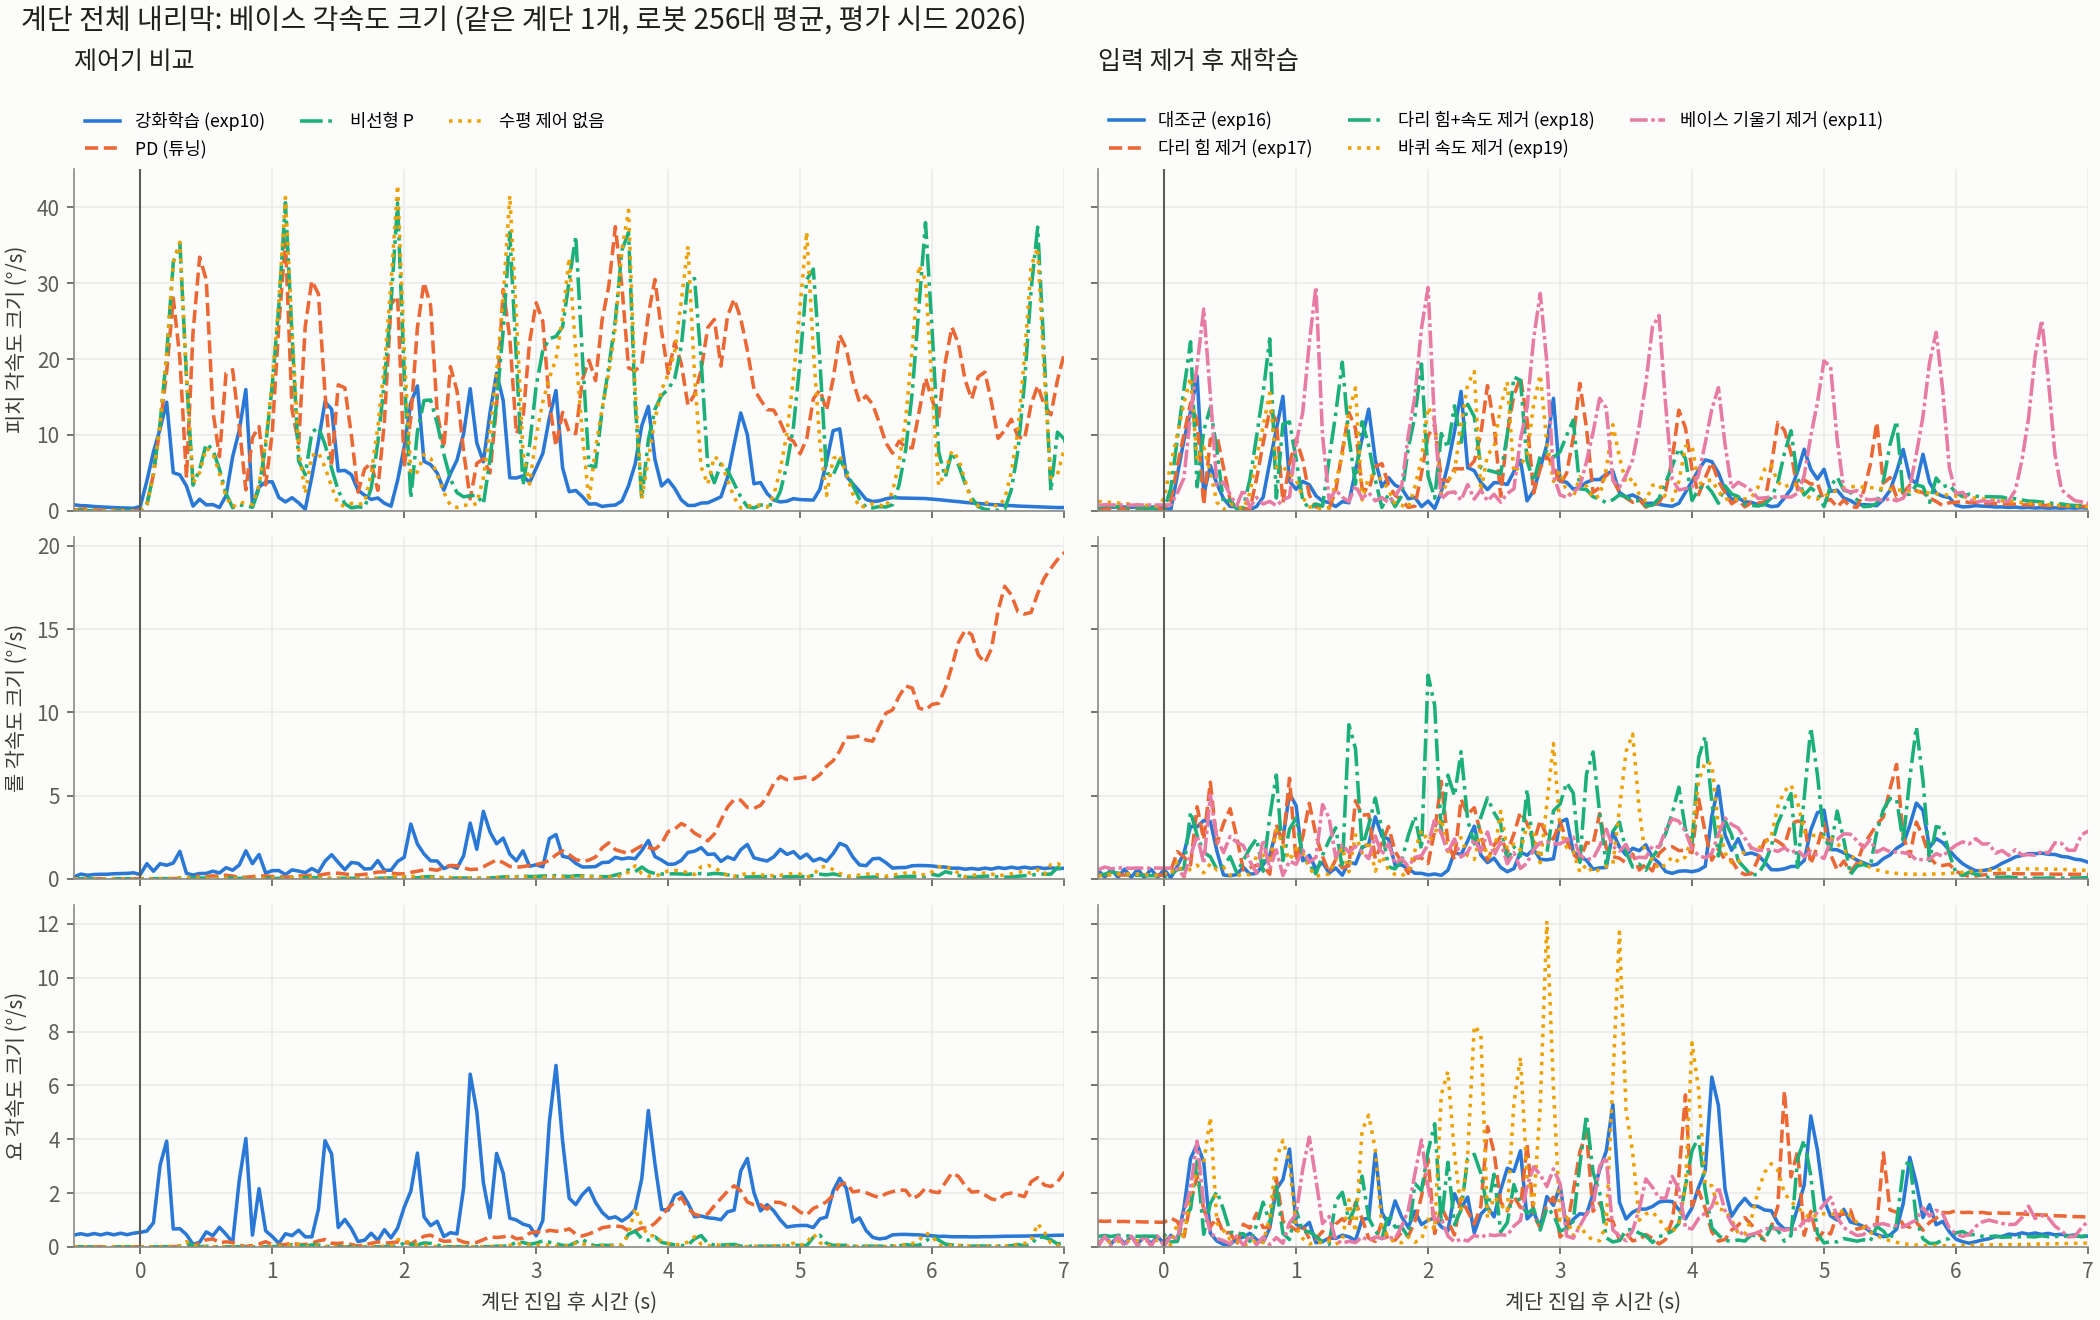 계단 전체 내리막: 베이스 각속도 크기 (같은 계단 1개, 로봇 256대 평균, 평가 시드 2026)
제어기 비교
강화학습 (exp10)
비선형 P
수평 제어 없음
PD (튜닝)
입력 제거 후 재학습
대조군 (exp16)
다리 힘+속도 제거 (exp18)
베이스 기울기 제거 (exp11)
다리 힘 제거 (exp17)
바퀴 속도 제거 (exp19)
피치 각속도 크기 (°/s)
40
30
20
10
0
롤 각속도 크기 (°/s)
20
15
10
5
0
요 각속도 크기 (°/s)
12
10
8
6
4
2
0
0 1 2 3 4 5 6 7
계단 진입 후 시간 (s)
0 1 2 3 4 5 6 7
계단 진입 후 시간 (s)